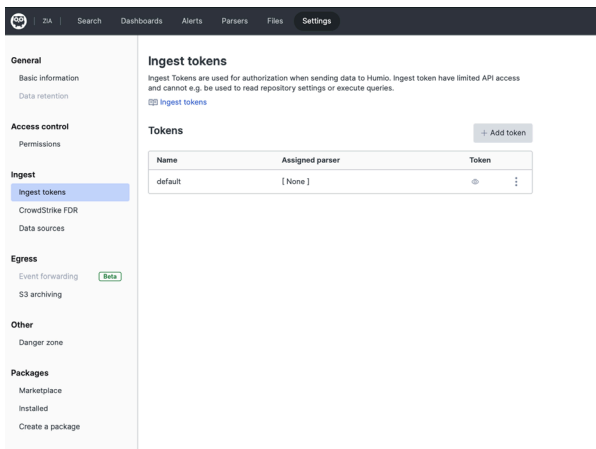 ZIA Search Dashboards Alerts Parsers Files Settings
General
Basic information
Data retention
Access control
Permissions
Ingest
Ingest tokens
CrowdStrike FDR
Data sources
Egress
Event forwarding Beta
S3 archiving
Other
Danger zone
Packages
Marketplace
Installed
Create a package
Ingest tokens
Ingest Tokens are used for authorization when sending data to Humio. Ingest token have limited API access
and cannot e.g. be used to read repository settings or execute queries.
Ingest tokens
Tokens + Add token
Name Assigned parser Token
default [ None ]